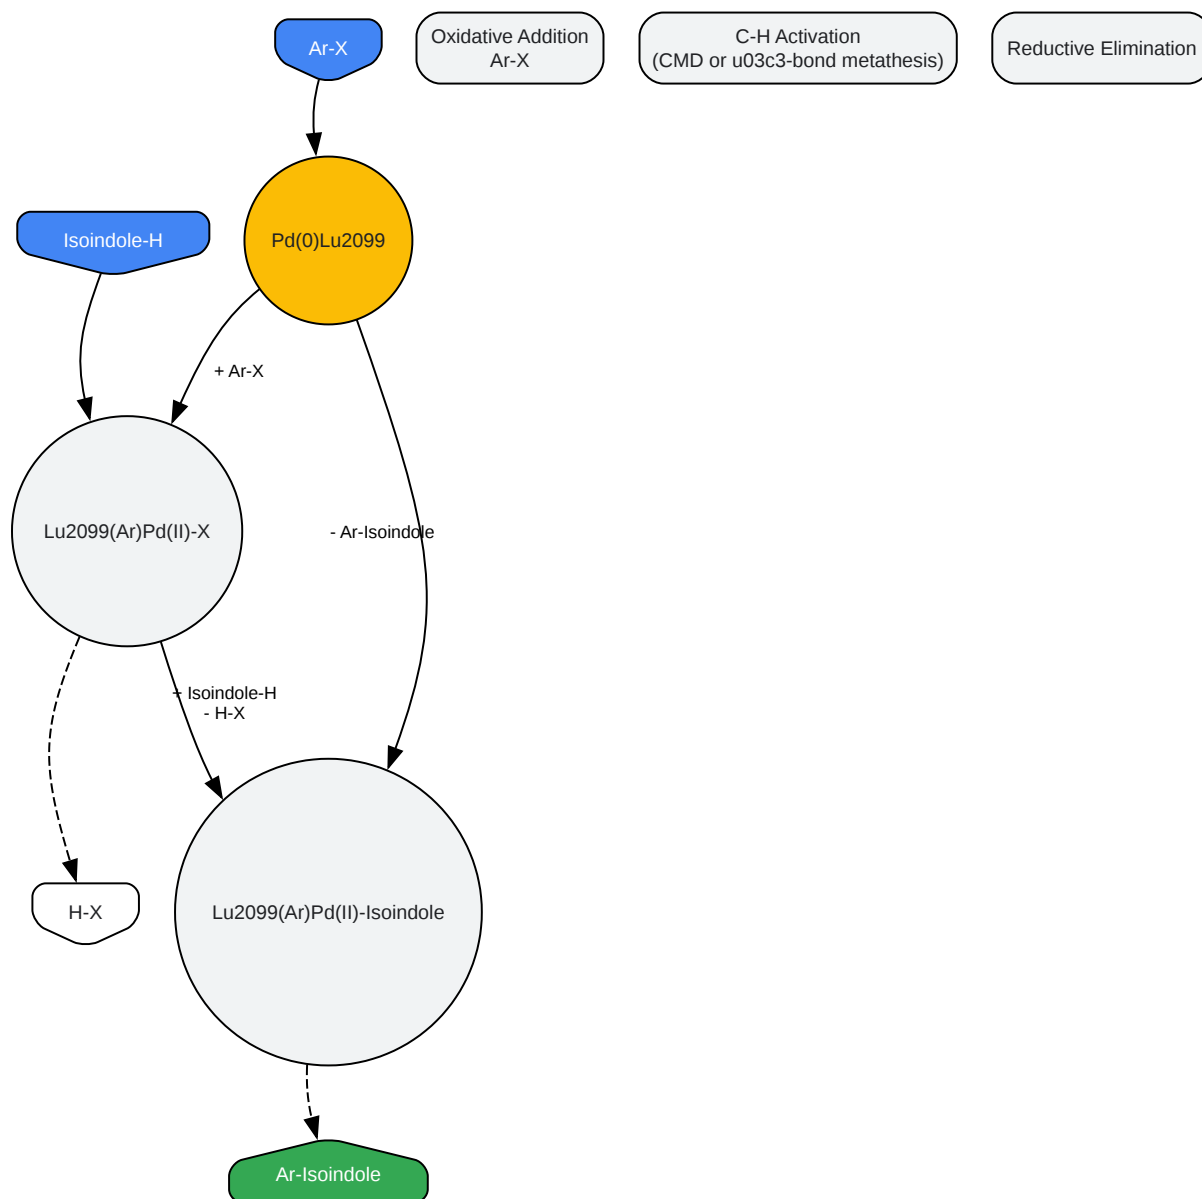 Ar-X
Oxidative Addition
Ar-X
C-H Activation
(CMD or u03c3-bond metathesis)
Reductive Elimination
Isoindole-H
Pd(0)Lu2099
+ Ar-X
Lu2099(Ar)Pd(II)-X
- Ar-Isoindole
+ Isoindole-H
- H-X
H-X
Lu2099(Ar)Pd(II)-Isoindole
Ar-Isoindole